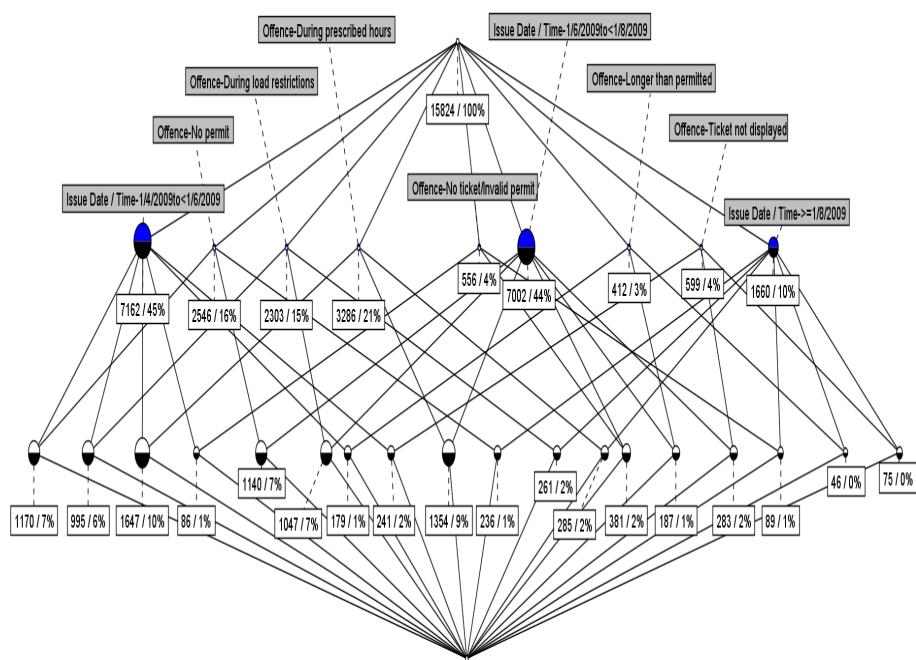 Offence-During prescribed hours
Issue Date / Time-1/6/2009to<1/8/2009
Offence-During load restrictions
Offence-Longer than permitted
15824 / 100%
Offence-No permit
Offence-Ticket not displayed
Issue Date / Time-1/4/2009to<1/6/2009
Offence-No ticket/Invalid permit
Issue Date / Time->=1/8/2009
7162 / 45%
2546 / 16%
2303 / 15%
3286 / 21%
556 / 4%
7002 / 44%
412 / 3%
599 / 4%
1660 / 10%
1170 / 7%
995 / 6%
1647 / 10%
86 / 1%
1140 / 7%
1047 / 7%
179 / 1%
241 / 2%
1354 / 9%
236 / 1%
261 / 2%
285 / 2%
381 / 2%
187 / 1%
283 / 2%
89 / 1%
46 / 0%
75 / 0%